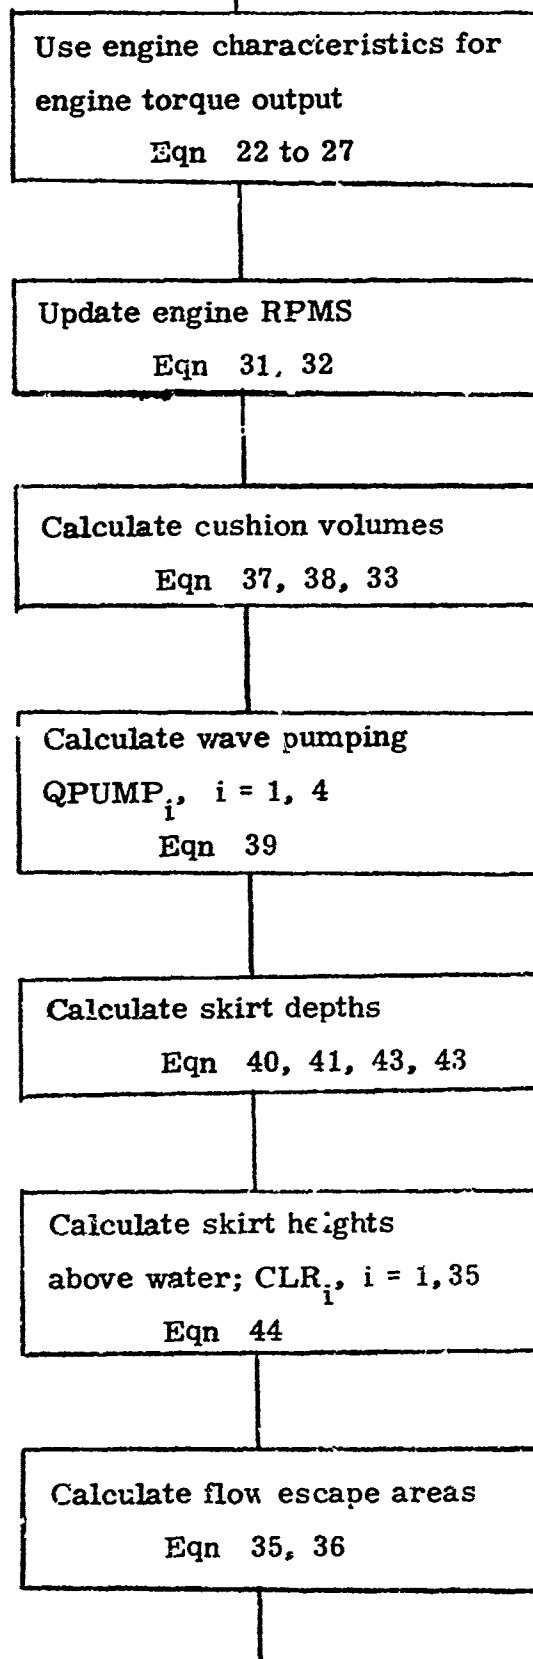 Use engine characteristics for
engine torque output
Eqn 22 to 27
Update engine RPMS
Eqn 31, 32
Calculate cushion volumes
Eqn 37, 38, 33
Calculate wave pumping
QPUMPᵢ, i = 1, 4
Eqn 39
Calculate skirt depths
Eqn 40, 41, 43, 43
Calculate skirt heights
above water; CLRᵢ, i = 1,35
Eqn 44
Calculate flow escape areas
Eqn 35, 36